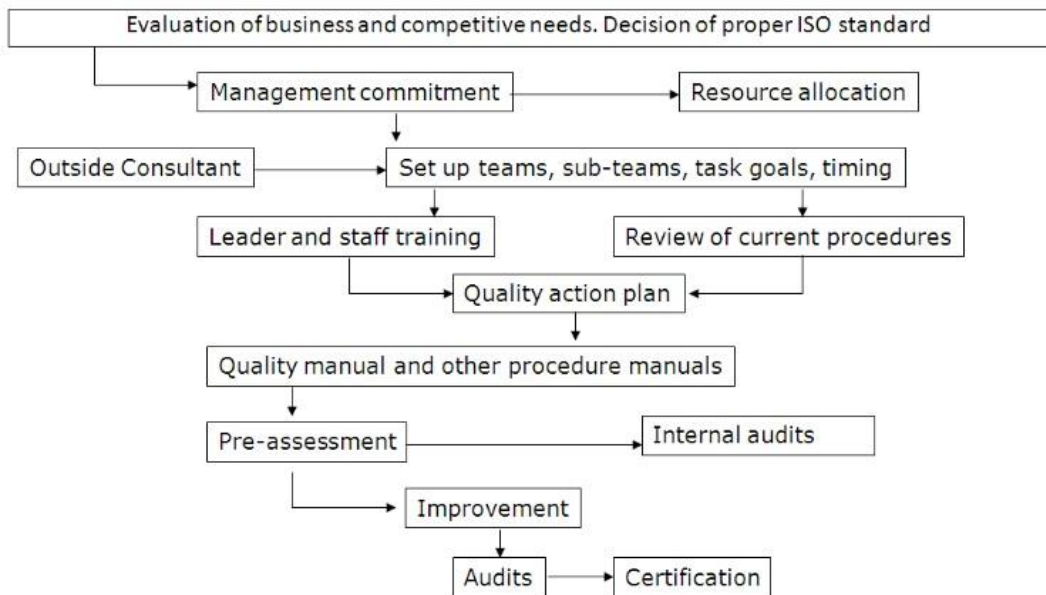 Evaluation of business and competitive needs. Decision of proper ISO standard
Management commitment
Resource allocation
Outside Consultant
Set up teams, sub-teams, task goals, timing
Leader and staff training
Review of current procedures
Quality action plan
Quality manual and other procedure manuals
Pre-assessment
Internal audits
Improvement
Audits
Certification